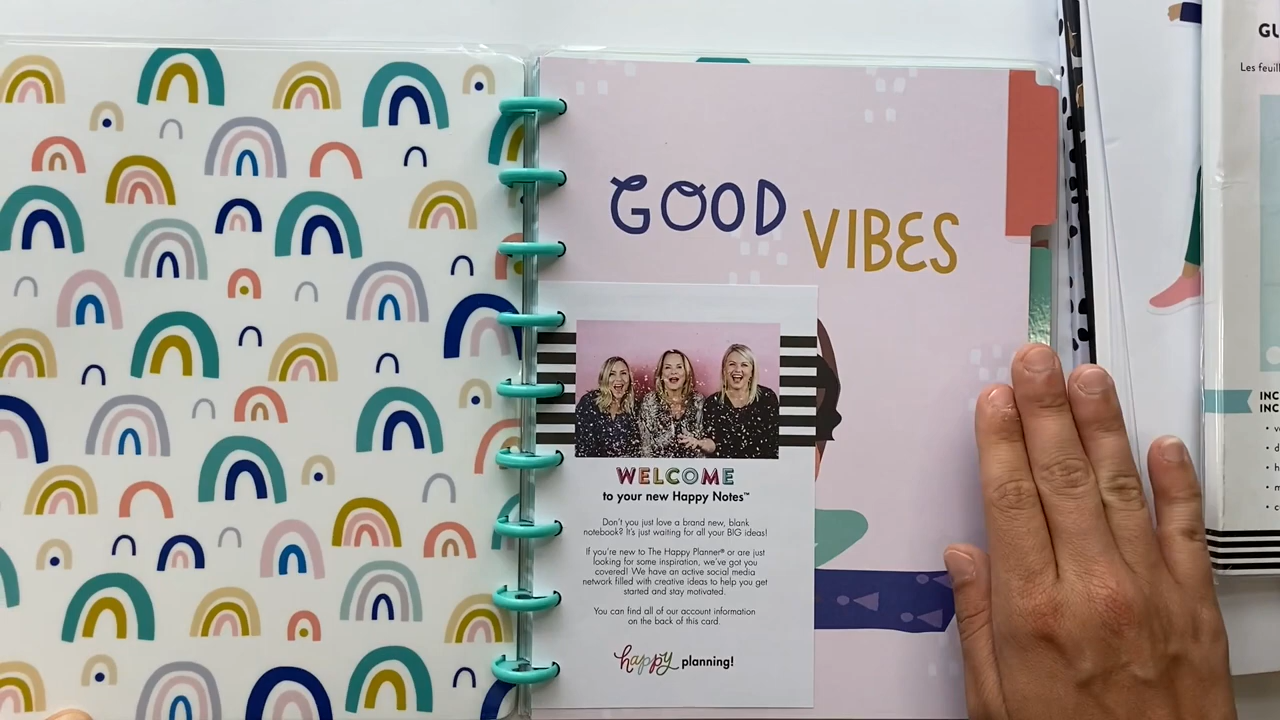 GOOD VIBES
WELCOME
to your new Happy Notes™
Don't you just love a brand new, blank
notebook? It's just waiting for all your BIG ideas!
If you're new to The Happy Planner® or are just
looking for some inspiration, we've got you
covered! We have an active social media
network filled with creative ideas to help you get
started and stay motivated.
You can find all of our account information
on the back of this card.
happy planning!
Les feuill
INC
INC